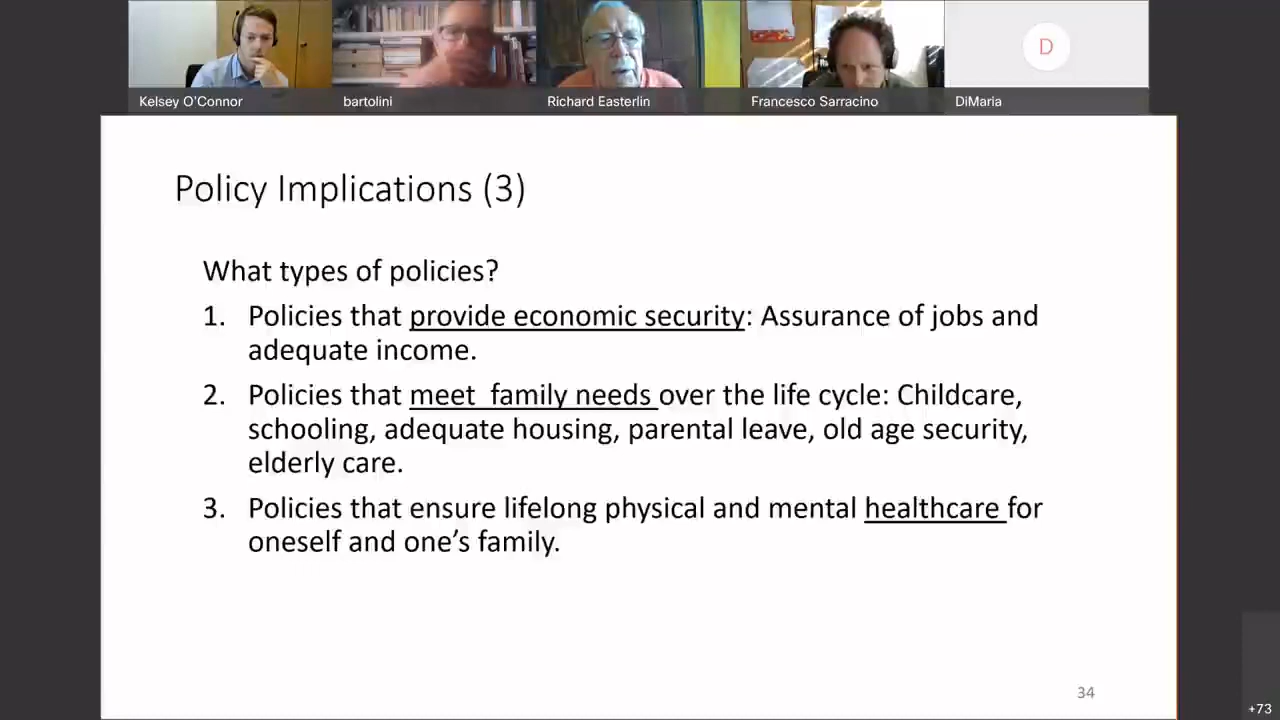 Kelsey O'Connor
bartolini
Richard Easterlin
Francesco Sarracino
D
DiMaria
Policy Implications (3)
What types of policies?
1. Policies that provide economic security: Assurance of jobs and
adequate income.
2. Policies that meet  family needs over the life cycle: Childcare,
schooling, adequate housing, parental leave, old age security,
elderly care.
3. Policies that ensure lifelong physical and mental healthcare for
oneself and one’s family.
34
+73